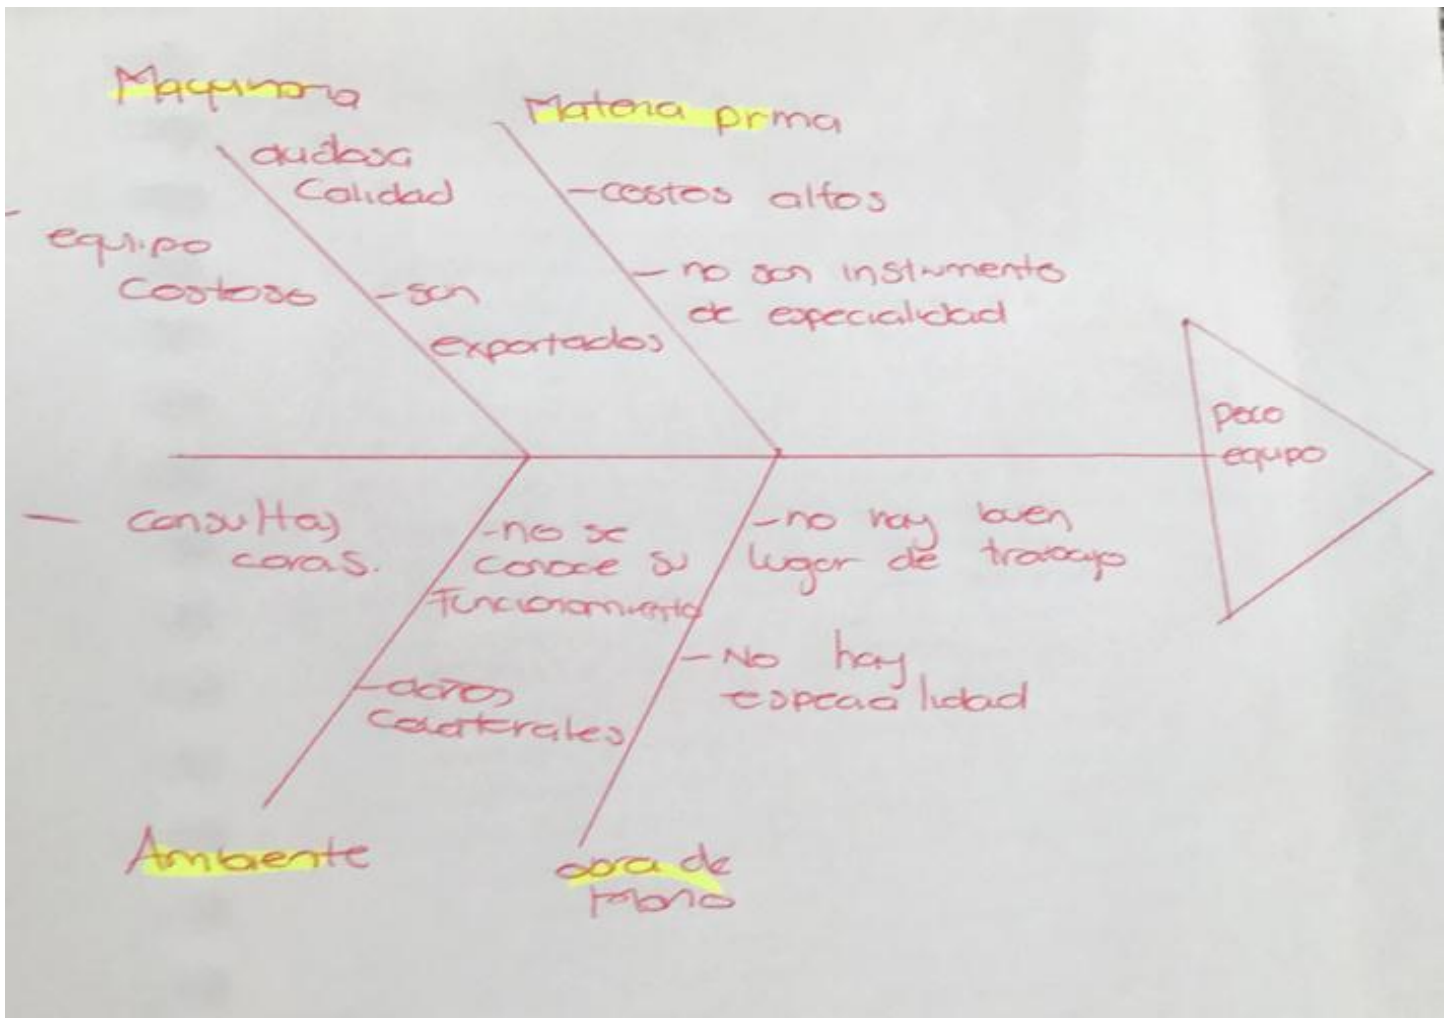 Maquinaria
dudosa
Calidad
- equipo
costoso
- son
exportados
Materia prima
- costos altos
- no son instrumento
de especialidad
poco
equipo
- consultas
caras.
- no se
conoce su
Funcionamiento
- daños
colaterales
Ambiente
- no hay buen
lugar de trabajo
- No hay
especialidad
obra de
Mano